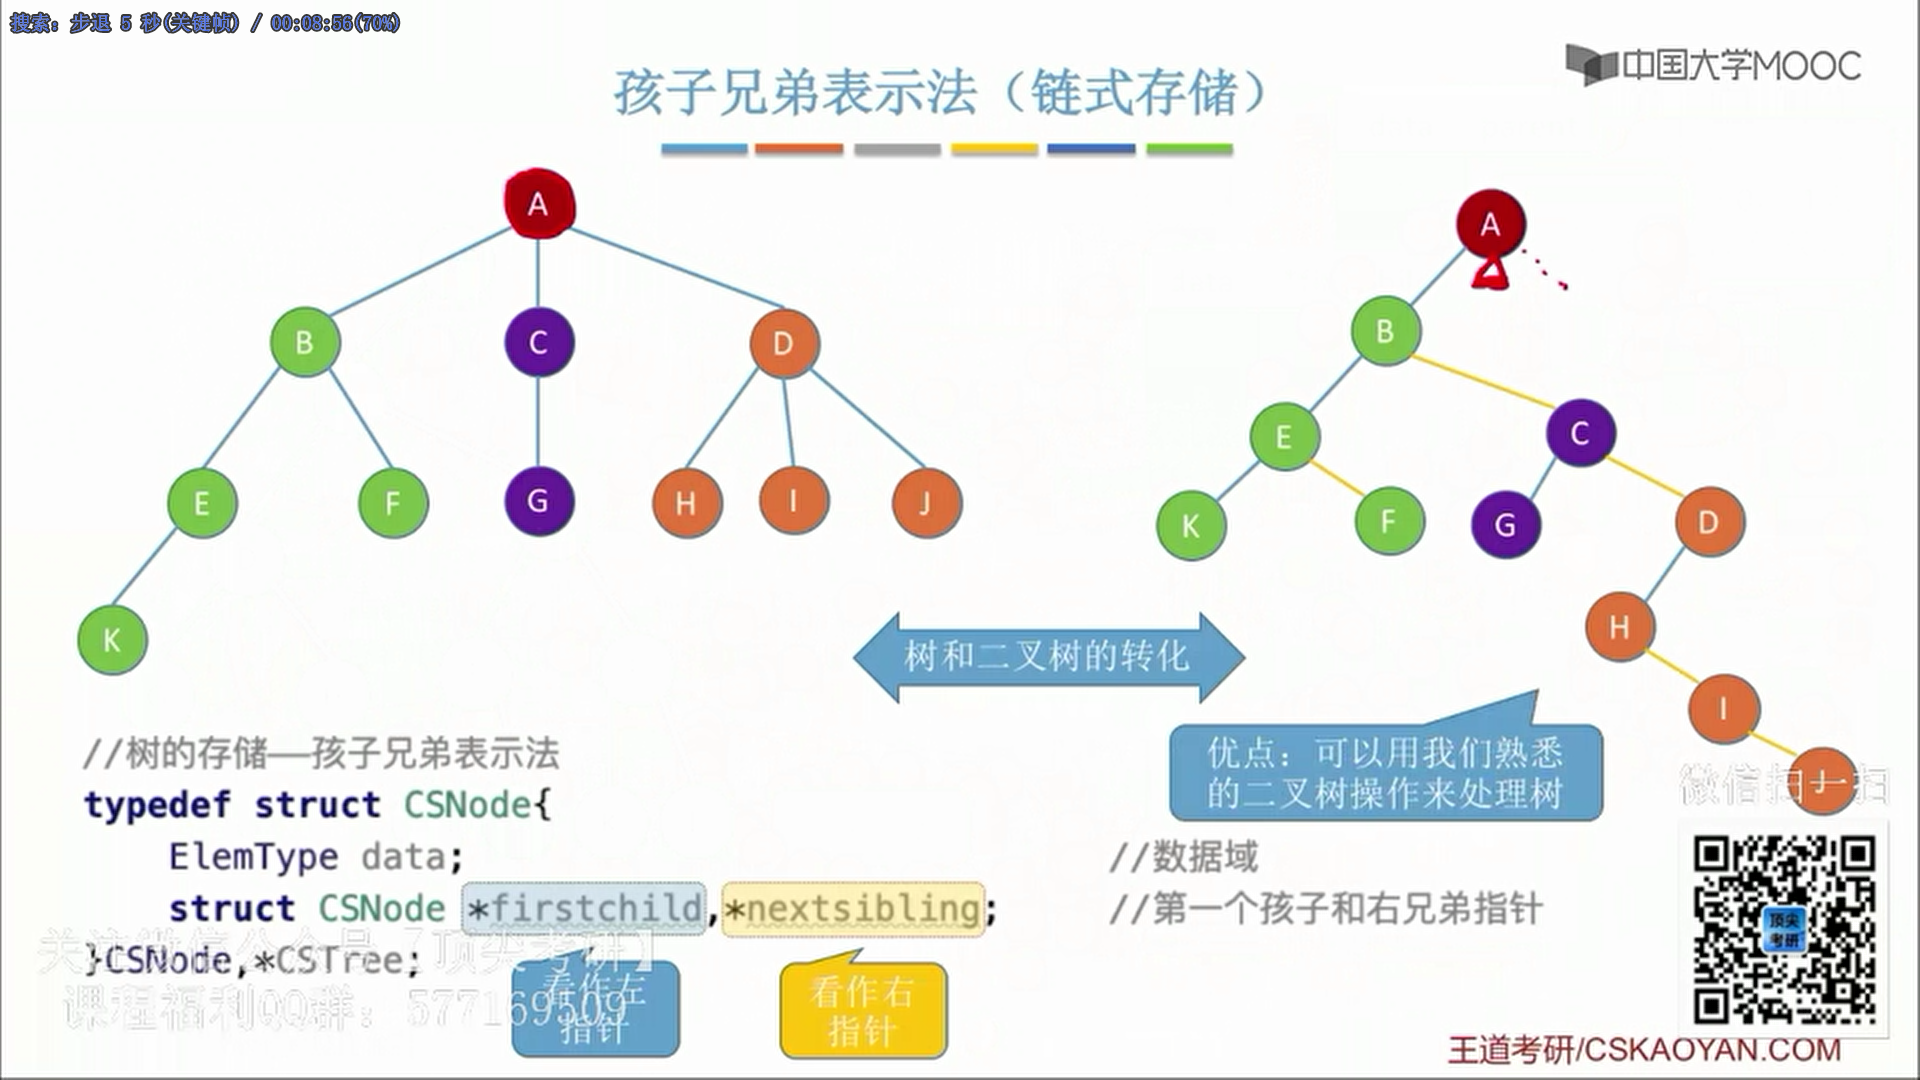 搜索: 步退 5 秒(关键帧) / 00:08:56(70%)
中国大学MOOC
孩子兄弟表示法（链式存储）
A
B C D
E F G H I J
K
A
B
E C
K F G D
H
I
J
树和二叉树的转化
优点：可以用我们熟悉
的二叉树操作来处理树
微信扫一扫
//树的存储——孩子兄弟表示法
typedef struct CSNode{
ElemType data; //数据域
struct CSNode *firstchild,*nextsibling; //第一个孩子和右兄弟指针
}CSNode,*CSTree;
关注微信公众号【顶尖考研】
课程福利QQ群：577169509
看作左
指针
看作右
指针
顶尖
考研
王道考研/CSKAOYAN.COM